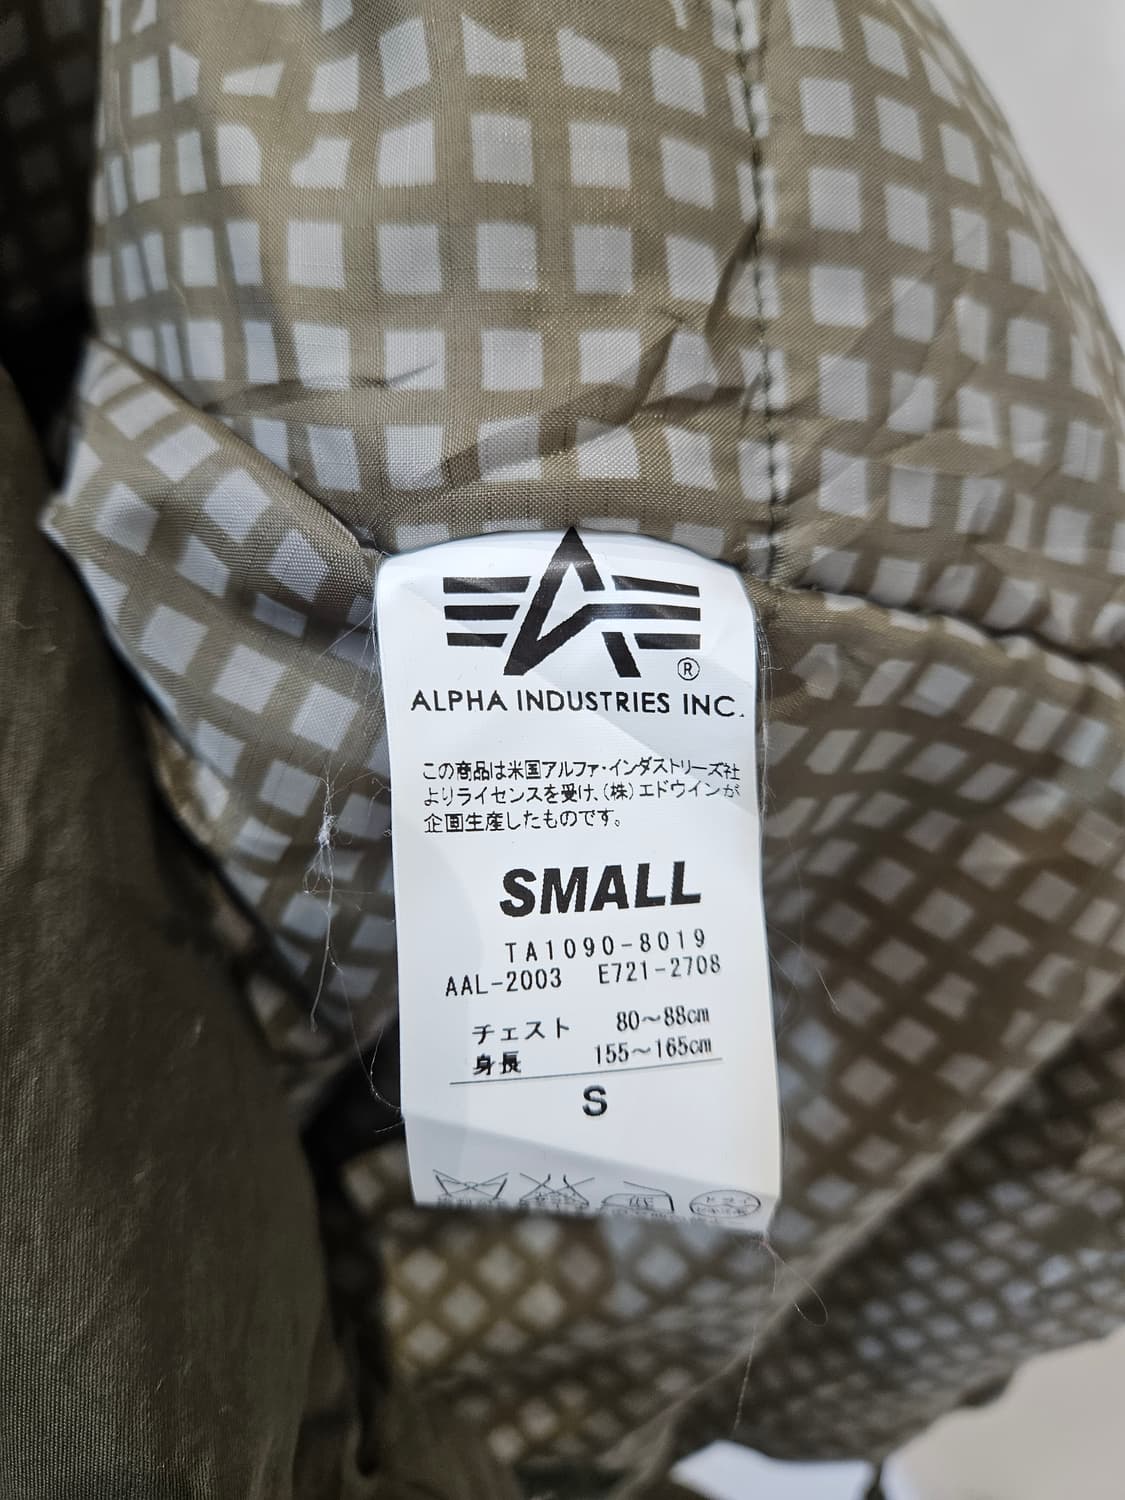 ®
ALPHA INDUSTRIES INC.
この商品は米国アルファ・インダストリーズ社
よりライセンスを受け、(株)エドウインが
企画生産したものです。
SMALL
TA1090-8019
AAL-2003 E721-2708
チェスト 80〜88cm
身長 155〜165cm
S